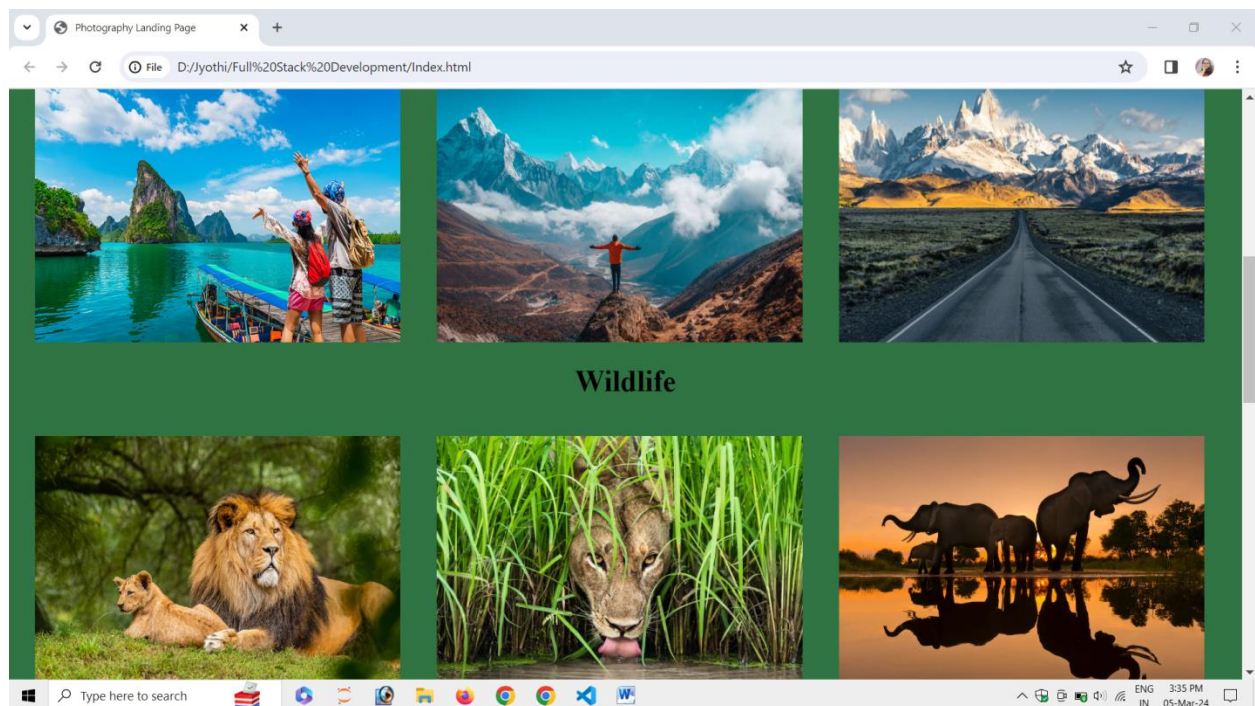 Photography Landing Page
File D:/Jyothi/Full%20Stack%20Development/Index.html
Wildlife
Type here to search
ENG 3:35 PM
IN 05-Mar-24